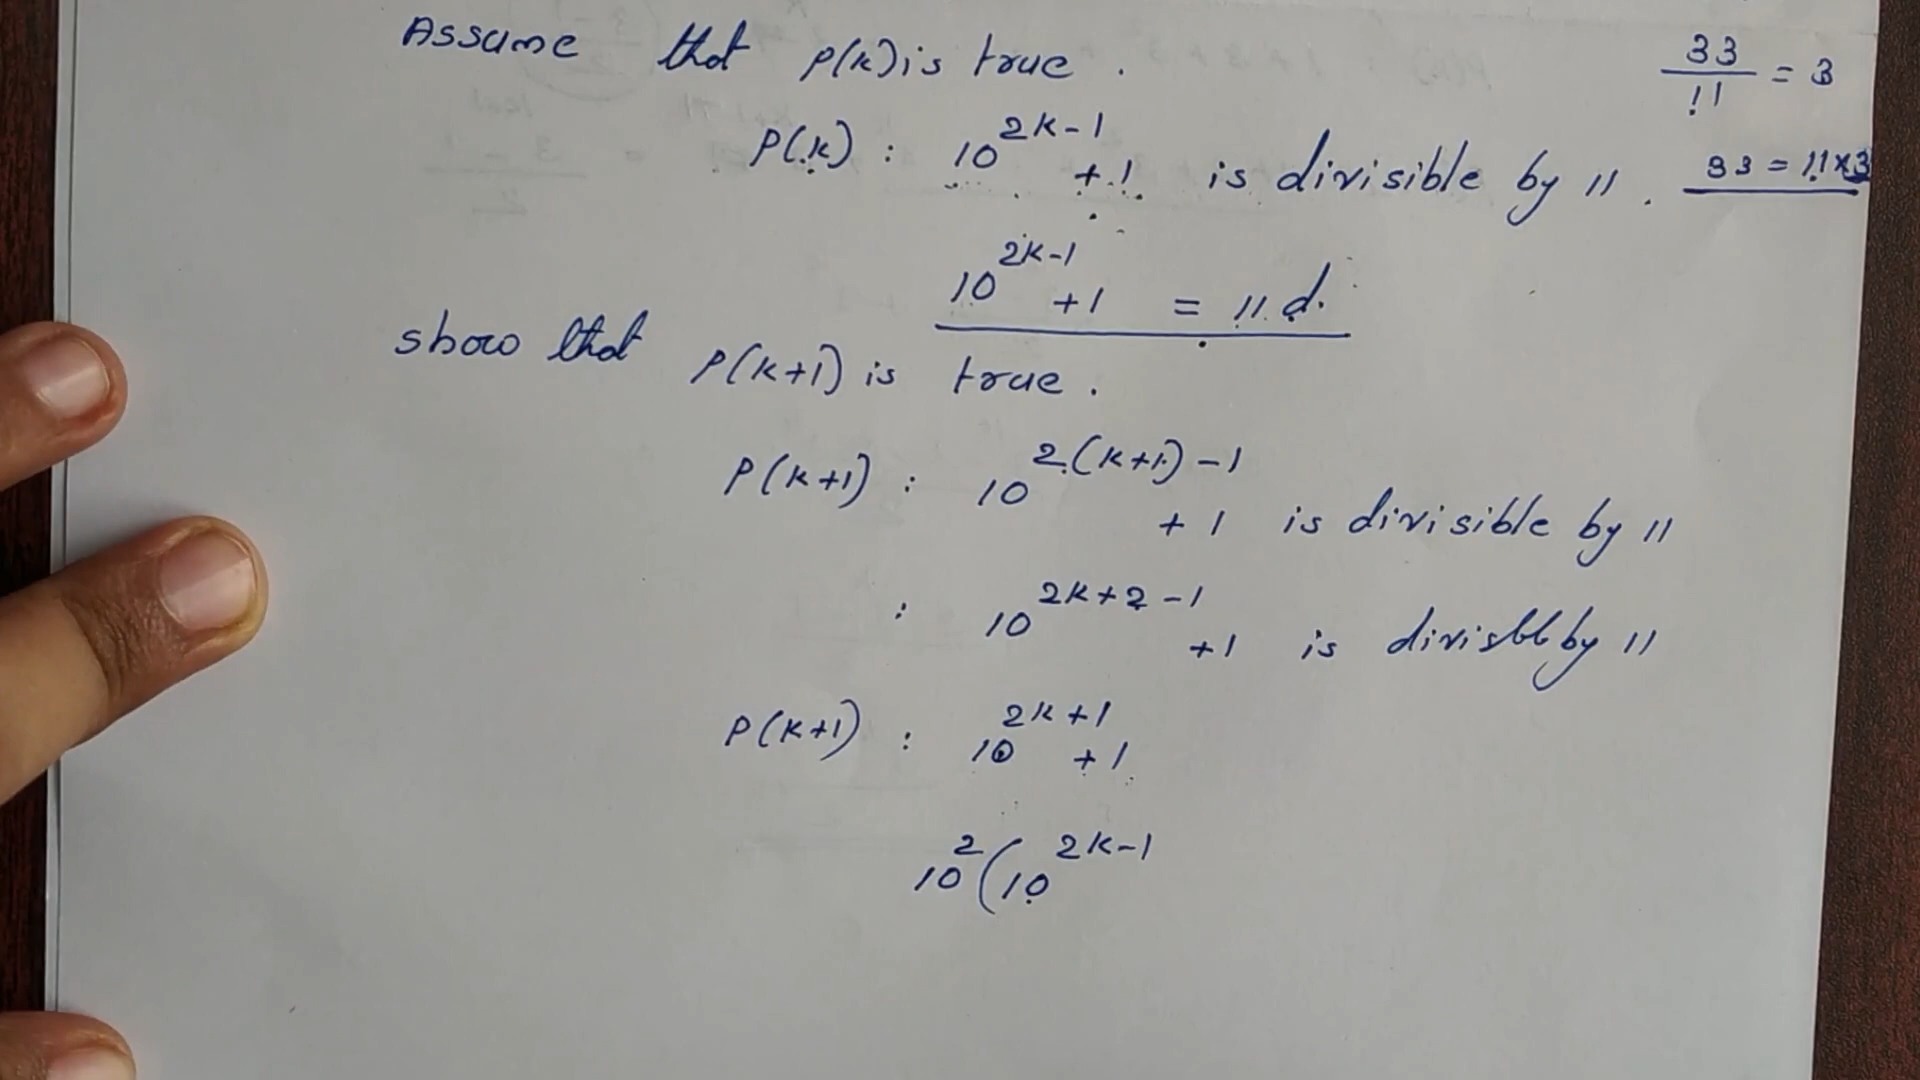 Assume that P(k) is true.
33/11 = 3
P(k) : 10^{2k-1} + 1 is divisible by 11.
33 = 11×3
10^{2k-1} + 1 = 11d.
show that P(k+1) is true.
P(k+1) : 10^{2(k+1)-1} + 1 is divisible by 11
: 10^{2k+2-1} + 1 is divisbl by 11
P(k+1) : 10^{2k+1} + 1
10^2(10^{2k-1}